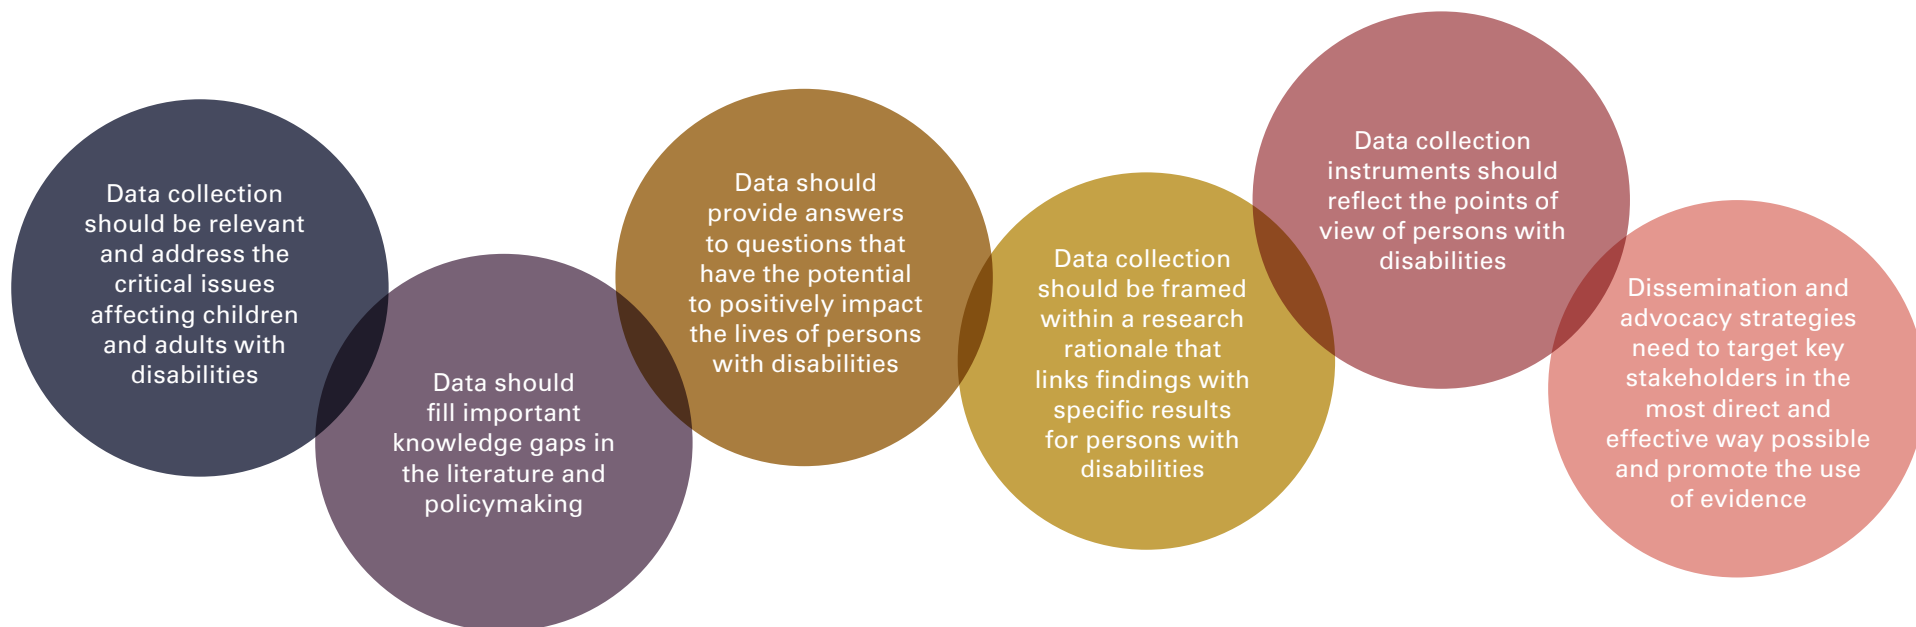 Data collection
should be relevant
and address the
critical issues
affecting children
and adults with
disabilities
Data should
fill important
knowledge gaps in
the literature and
policymaking
Data should
provide answers
to questions that
have the potential
to positively impact
the lives of persons
with disabilities
Data collection
should be framed
within a research
rationale that
links findings with
specific results
for persons with
disabilities
Data collection
instruments should
reflect the points of
view of persons with
disabilities
Dissemination and
advocacy strategies
need to target key
stakeholders in the
most direct and
effective way possible
and promote the use
of evidence